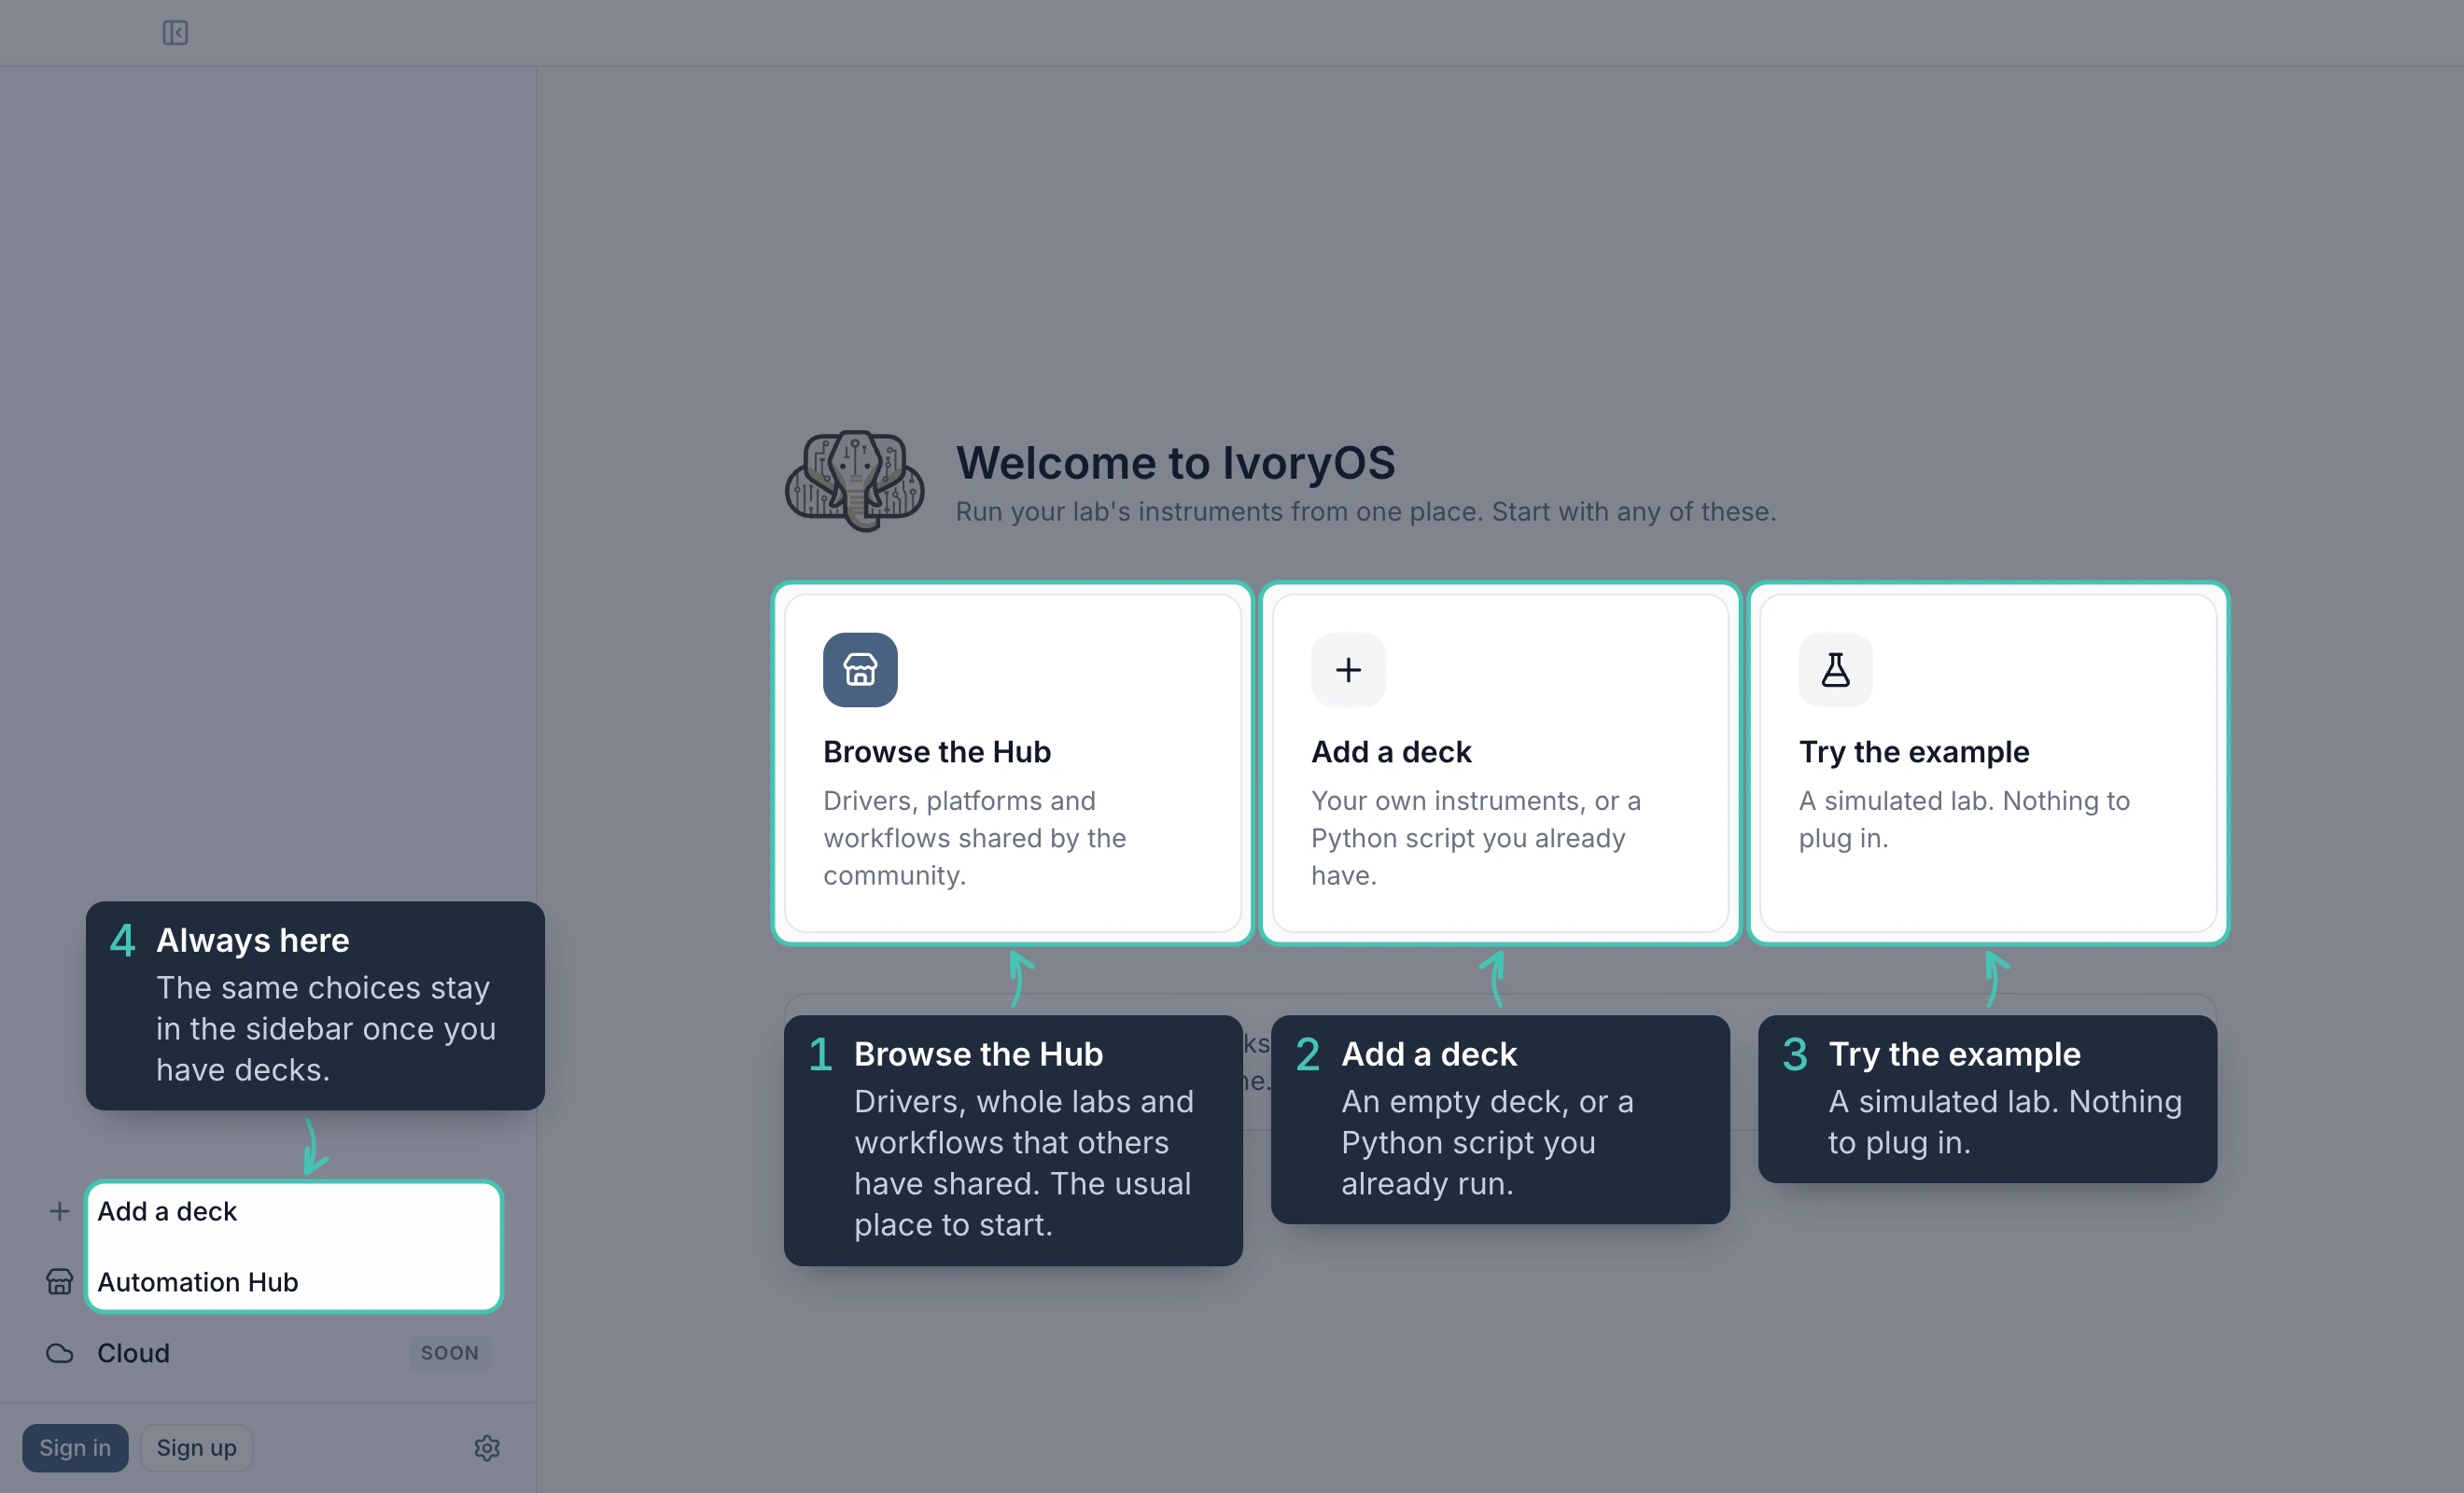 Welcome to IvoryOS
Run your lab's instruments from one place. Start with any of these.
Browse the Hub
Drivers, platforms and
workflows shared by the
community.
Add a deck
Your own instruments, or a
Python script you already
have.
Try the example
A simulated lab. Nothing to
plug in.
4 Always here
The same choices stay
in the sidebar once you
have decks.
1 Browse the Hub
Drivers, whole labs and
workflows that others
have shared. The usual
place to start.
2 Add a deck
An empty deck, or a
Python script you
already run.
3 Try the example
A simulated lab. Nothing
to plug in.
Add a deck
Automation Hub
Cloud SOON
Sign in Sign up